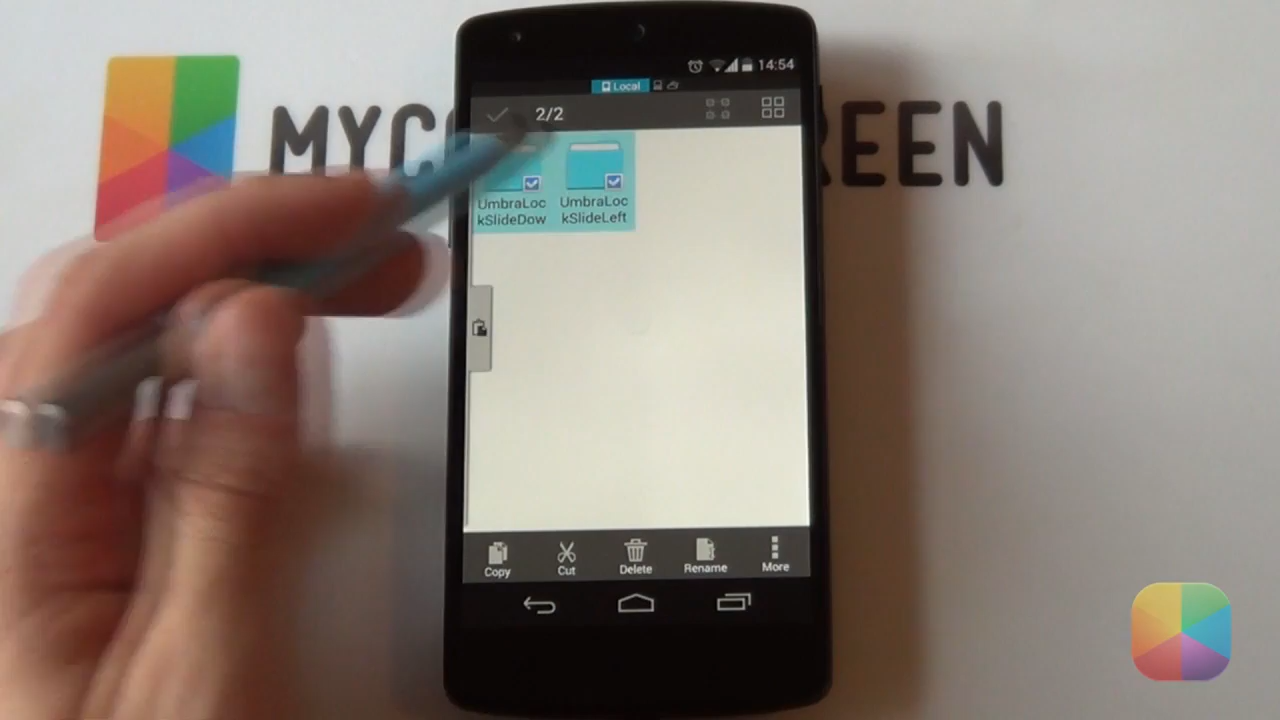 14:54
Local
2/2
MYC REEN
UmbraLoc
kSlideDow
UmbraLoc
kSlideLeft
Copy
Cut
Delete
Rename
More